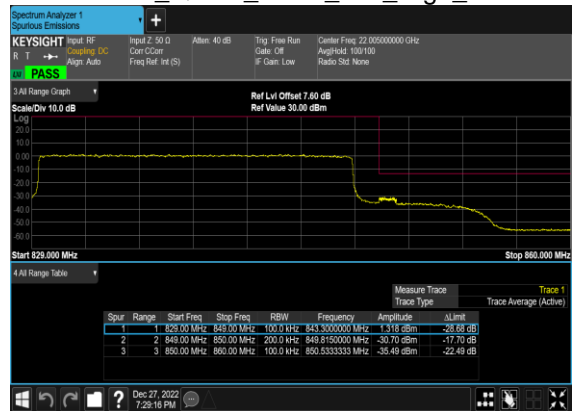 Spectrum Analyzer 1
Spurious Emissions
+
KEYSIGHT Input: RF Input Z: 50 Ω Atten: 40 dB Trig: Free Run Center Freq: 22.005000000 GHz
R T Coupling: DC Corr CCorr Gate: Off Avg|Hold: 100/100
Align: Auto Freq Ref: Int (S) IF Gain: Low Radio Std: None
PASS
3 All Range Graph
Scale/Div 10.0 dB Ref Lvl Offset 7.60 dB
Ref Value 30.00 dBm
Log
20.0
10.0
0.00
-10.0
-20.0
-30.0
-40.0
-50.0
-60.0
Start 829.000 MHz Stop 860.000 MHz
4 All Range Table
Measure Trace Trace 1
Trace Type Trace Average (Active)
Spur Range Start Freq Stop Freq RBW Frequency Amplitude ΔLimit
1 1 829.00 MHz 849.00 MHz 100.0 kHz 843.3000000 MHz 1.318 dBm -28.68 dB
2 2 849.00 MHz 850.00 MHz 200.0 kHz 849.8150000 MHz -30.70 dBm -17.70 dB
3 3 850.00 MHz 860.00 MHz 100.0 kHz 850.5333333 MHz -35.49 dBm -22.49 dB
? Dec 27, 2022
7:29:16 PM